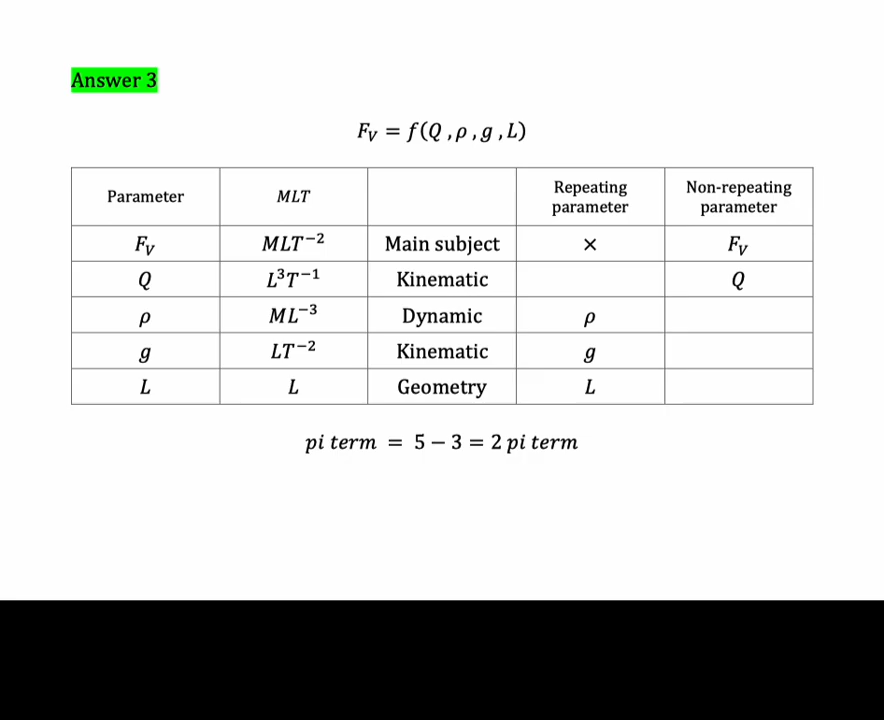 Answer 3
F_V = f(Q , ρ , g , L)
Parameter MLT Repeating parameter Non-repeating parameter
F_V MLT⁻² Main subject × F_V
Q L³T⁻¹ Kinematic Q
ρ ML⁻³ Dynamic ρ
g LT⁻² Kinematic g
L L Geometry L
pi term = 5 − 3 = 2 pi term